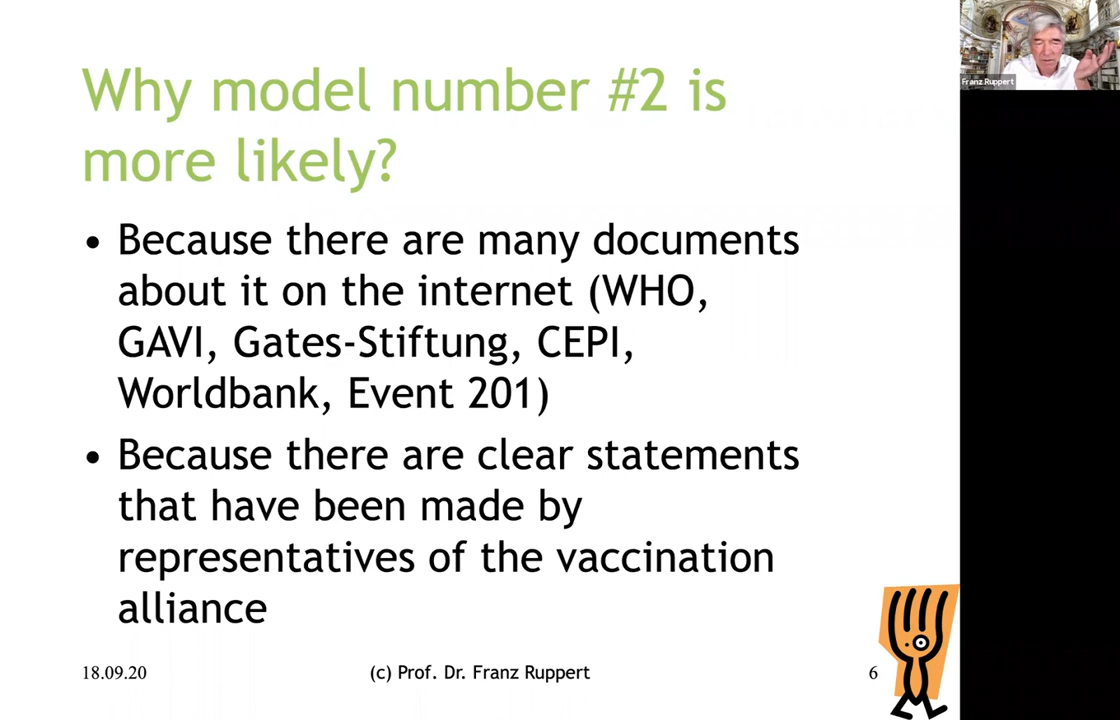 Why model number #2 is
more likely?
• Because there are many documents
about it on the internet (WHO,
GAVI, Gates-Stiftung, CEPI,
Worldbank, Event 201)
• Because there are clear statements
that have been made by
representatives of the vaccination
alliance
18.09.20
(c) Prof. Dr. Franz Ruppert
6
Franz Ruppert